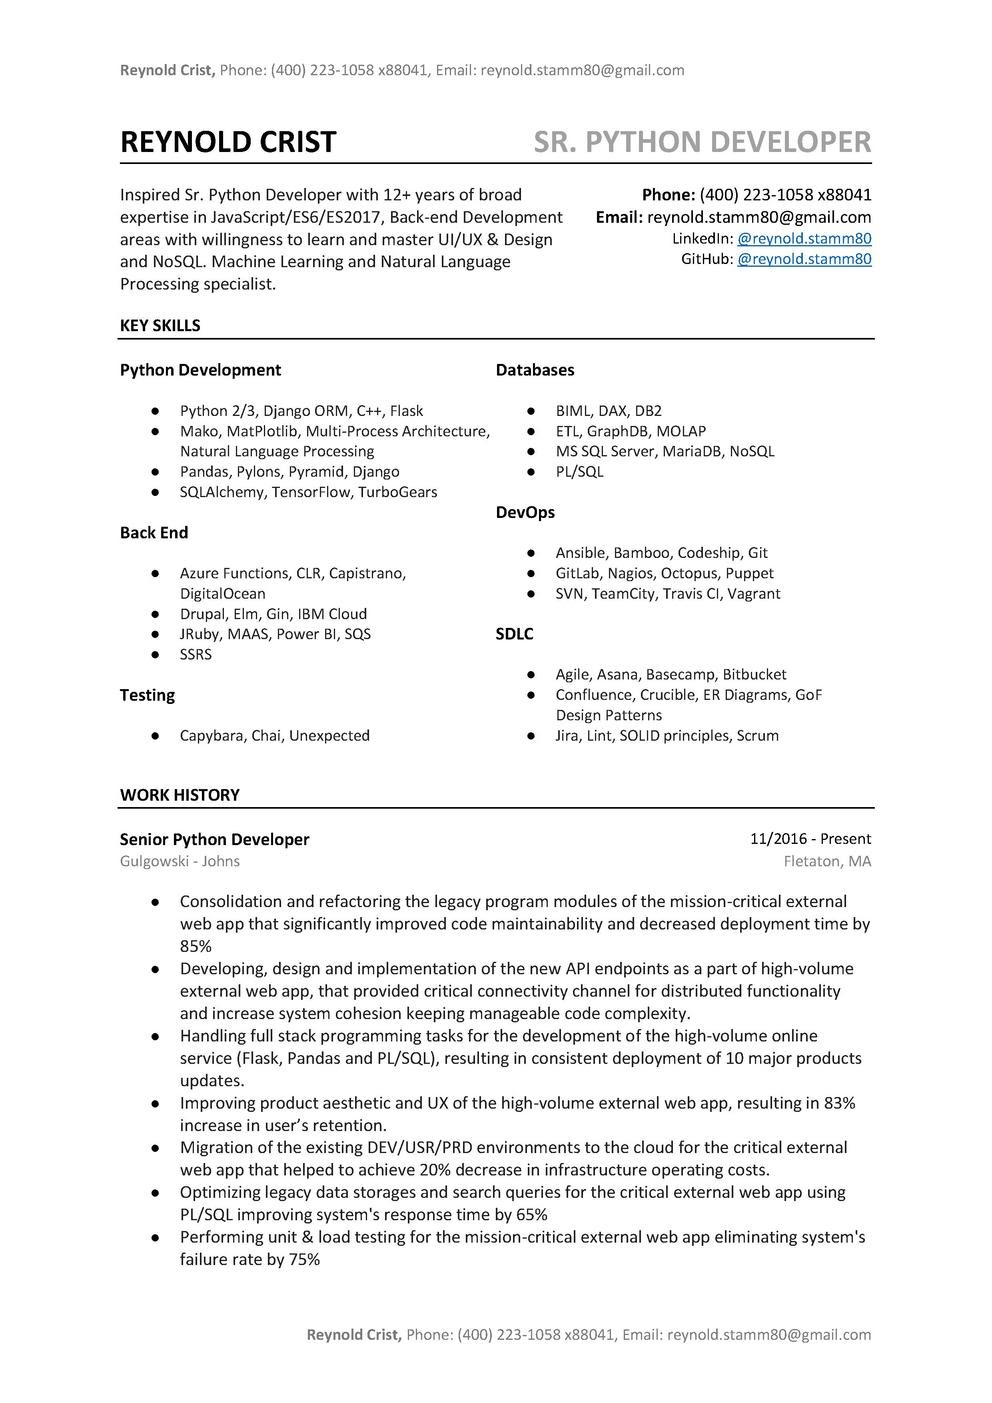 Reynold Crist, Phone: (400) 223-1058 x88041, Email: reynold.stamm80@gmail.com
REYNOLD CRIST
SR. PYTHON DEVELOPER
Inspired Sr. Python Developer with 12+ years of broad
expertise in JavaScript/ES6/ES2017, Back-end Development
areas with willingness to learn and master UI/UX & Design
and NoSQL. Machine Learning and Natural Language
Processing specialist.
Phone: (400) 223-1058 x88041
Email: reynold.stamm80@gmail.com
LinkedIn: @reynold.stamm80
GitHub: @reynold.stamm80
KEY SKILLS
Python Development
● Python 2/3, Django ORM, C++, Flask
● Mako, MatPlotlib, Multi-Process Architecture,
Natural Language Processing
● Pandas, Pylons, Pyramid, Django
● SQLAlchemy, TensorFlow, TurboGears
Back End
● Azure Functions, CLR, Capistrano,
DigitalOcean
● Drupal, Elm, Gin, IBM Cloud
● JRuby, MAAS, Power BI, SQS
● SSRS
Testing
● Capybara, Chai, Unexpected
Databases
● BIML, DAX, DB2
● ETL, GraphDB, MOLAP
● MS SQL Server, MariaDB, NoSQL
● PL/SQL
DevOps
● Ansible, Bamboo, Codeship, Git
● GitLab, Nagios, Octopus, Puppet
● SVN, TeamCity, Travis CI, Vagrant
SDLC
● Agile, Asana, Basecamp, Bitbucket
● Confluence, Crucible, ER Diagrams, GoF
Design Patterns
● Jira, Lint, SOLID principles, Scrum
WORK HISTORY
Senior Python Developer
11/2016 - Present
Gulgowski - Johns
Fletaton, MA
● Consolidation and refactoring the legacy program modules of the mission-critical external
web app that significantly improved code maintainability and decreased deployment time by
85%
● Developing, design and implementation of the new API endpoints as a part of high-volume
external web app, that provided critical connectivity channel for distributed functionality
and increase system cohesion keeping manageable code complexity.
● Handling full stack programming tasks for the development of the high-volume online
service (Flask, Pandas and PL/SQL), resulting in consistent deployment of 10 major products
updates.
● Improving product aesthetic and UX of the high-volume external web app, resulting in 83%
increase in user’s retention.
● Migration of the existing DEV/USR/PRD environments to the cloud for the critical external
web app that helped to achieve 20% decrease in infrastructure operating costs.
● Optimizing legacy data storages and search queries for the critical external web app using
PL/SQL improving system's response time by 65%
● Performing unit & load testing for the mission-critical external web app eliminating system's
failure rate by 75%
Reynold Crist, Phone: (400) 223-1058 x88041, Email: reynold.stamm80@gmail.com